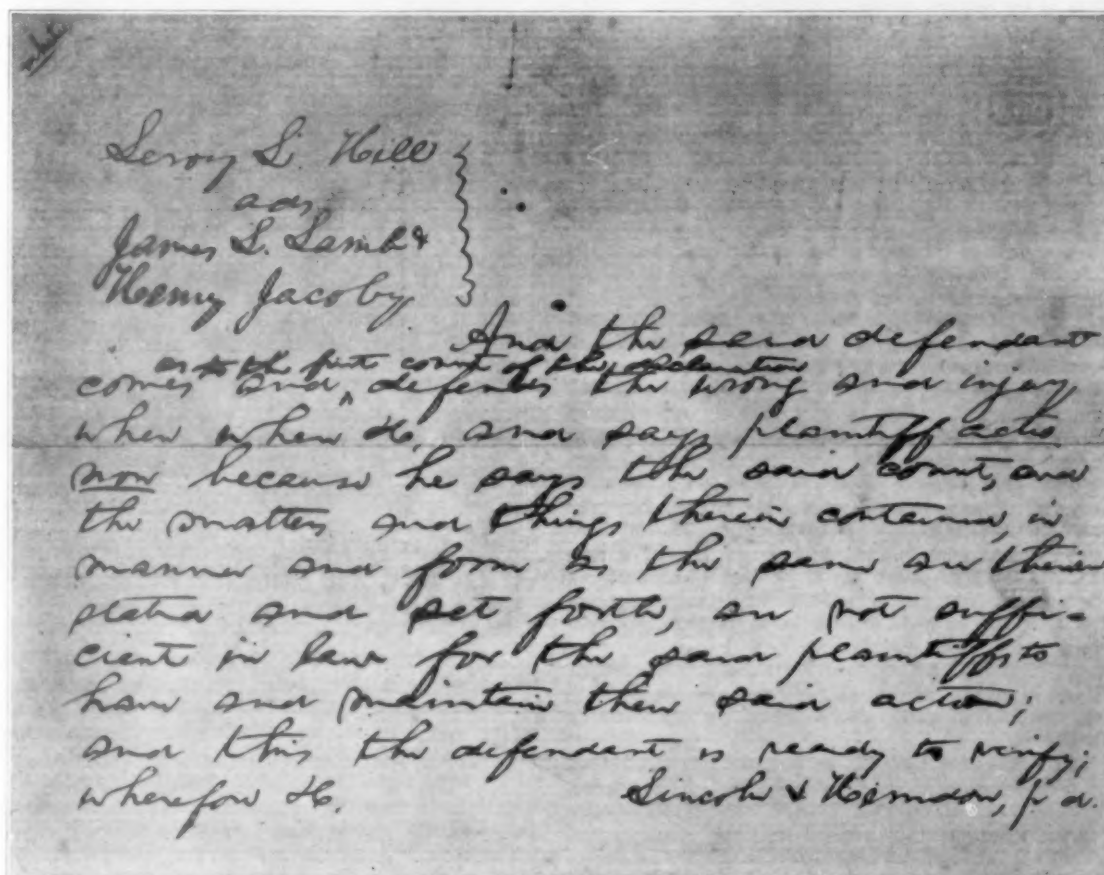 Leroy L. Hill
ads
James L. Lamb &
Henry Jacoby
And the said defendant
as to the first count of the declaration
comes and ^ defends the wrong and injury,
when when &c, and says plaintiff actio
non because he says the said count, and
the matters and things therein contained, in
manner and form as the same are therein
stated and set forth, are not suffi-
cient in law for the said plaintiffs to
have and maintain their said action;
and this the defendant is ready to verify;
wherefore &c.
Lincoln & Herndon, p. d.